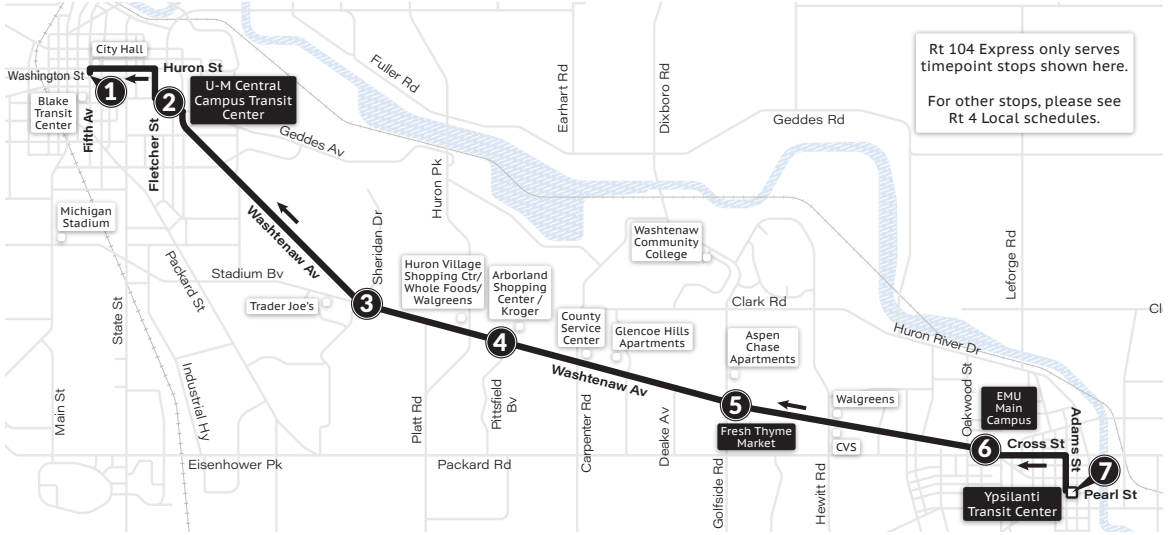 Rt 104 Express only serves
timepoint stops shown here.
For other stops, please see
Rt 4 Local schedules.
City Hall
Washington St
Huron St
1
2
U-M Central
Campus Transit
Center
Blake
Transit
Center
Fifth Av
Fletcher St
Geddes Av
Fuller Rd
Huron Pk
Earhart Rd
Dixboro Rd
Geddes Rd
Michigan
Stadium
Washtenaw Av
Sheridan Dr
Packard St
State St
Stadium Bv
Trader Joe's
3
Huron Village
Shopping Ctr/
Whole Foods/
Walgreens
Arborland
Shopping
Center /
Kroger
4
County
Service
Center
Glencoe Hills
Apartments
Washtenaw
Community
College
Clark Rd
Cl
Leforge Rd
Huron River Dr
Aspen
Chase
Apartments
Washtenaw Av
5
Fresh Thyme
Market
Walgreens
CVS
Oakwood St
EMU
Main
Campus
6
Cross St
Adams St
7
Pearl St
Ypsilanti
Transit Center
Main St
Industrial Hy
Eisenhower Pk
Platt Rd
Pittsfield
Bv
Packard Rd
Carpenter Rd
Deake Av
Golfside Rd
Hewitt Rd